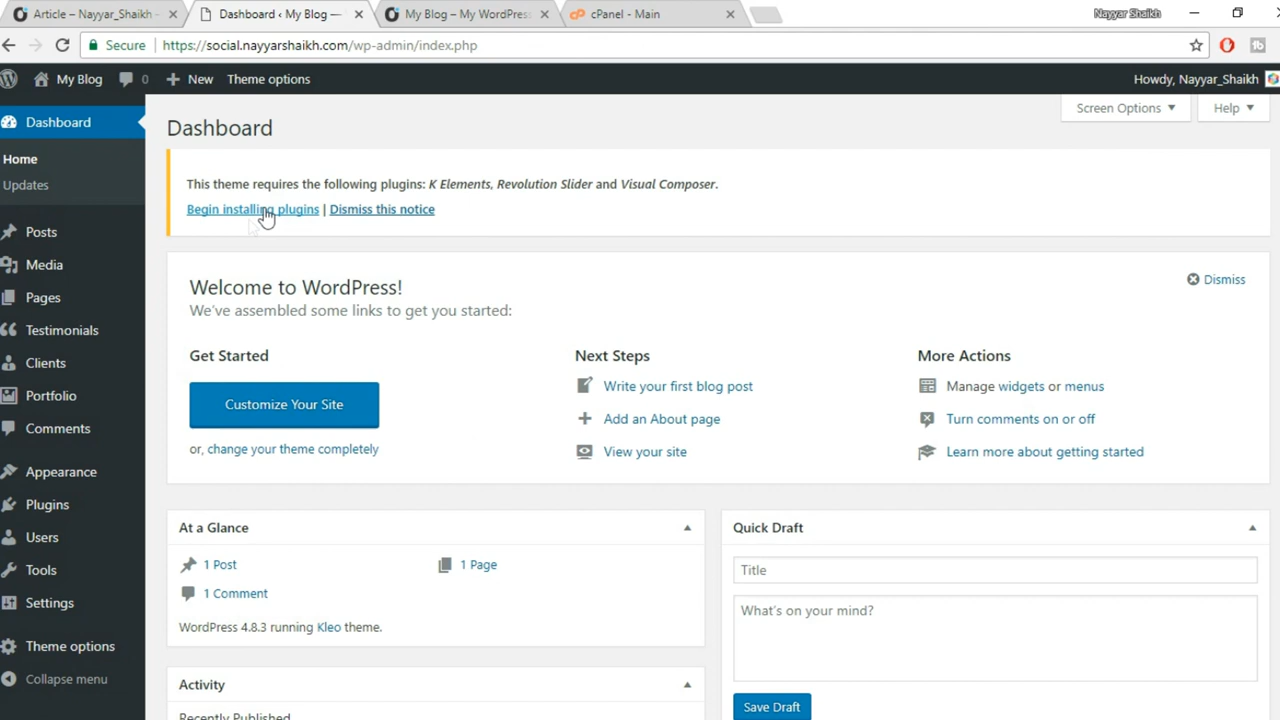 Article – Nayyar_Shaikh -
Dashboard ‹ My Blog —
My Blog – My WordPress
cPanel - Main
Nayyar Shaikh
Secure
https://social.nayyarshaikh.com/wp-admin/index.php
My Blog
0
New
Theme options
Howdy, Nayyar_Shaikh
Dashboard
Home
Updates
Posts
Media
Pages
Testimonials
Clients
Portfolio
Comments
Appearance
Plugins
Users
Tools
Settings
Theme options
Collapse menu
Screen Options
Help
Dashboard
This theme requires the following plugins: K Elements, Revolution Slider and Visual Composer.
Begin installing plugins | Dismiss this notice
Welcome to WordPress!
We've assembled some links to get you started:
Dismiss
Get Started
Customize Your Site
or, change your theme completely
Next Steps
Write your first blog post
Add an About page
View your site
More Actions
Manage widgets or menus
Turn comments on or off
Learn more about getting started
At a Glance
1 Post
1 Page
1 Comment
WordPress 4.8.3 running Kleo theme.
Activity
Recently Published
Quick Draft
Title
What's on your mind?
Save Draft